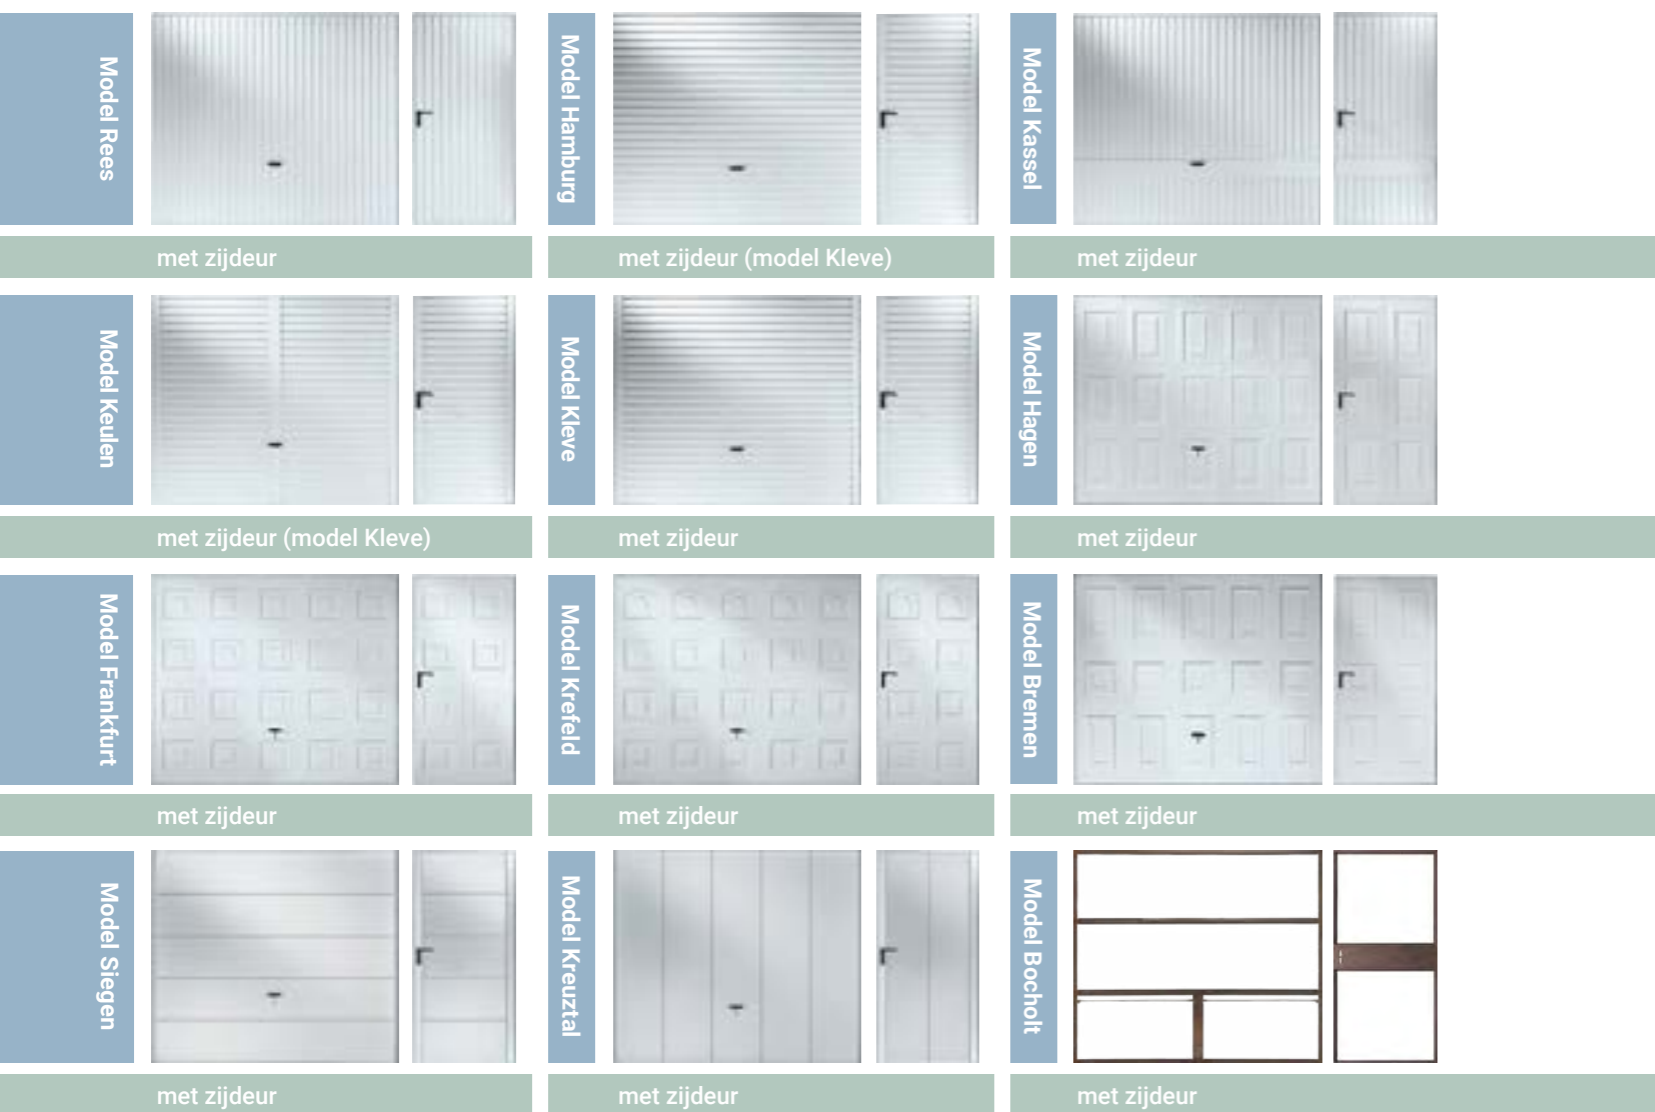 Model Rees
Model Hamburg
Model Kassel
met zijdeur
met zijdeur (model Kleve)
met zijdeur
Model Keulen
Model Kleve
Model Hagen
met zijdeur (model Kleve)
met zijdeur
met zijdeur
Model Frankfurt
Model Krefeld
Model Bremen
met zijdeur
met zijdeur
met zijdeur
Model Siegen
Model Kreuztal
Model Bocholt
met zijdeur
met zijdeur
met zijdeur